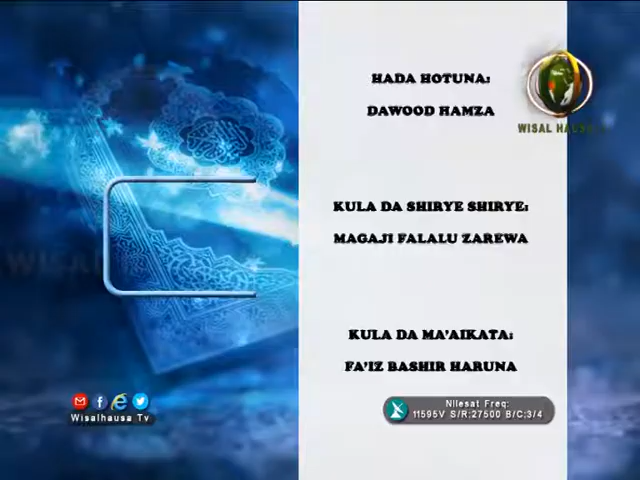 HADA HOTUNA:
DAWOOD HAMZA
WISAL HAUSA
KULA DA SHIRYE SHIRYE:
MAGAJI FALALU ZAREWA
KULA DA MA'AIKATA:
FA'IZ BASHIR HARUNA
Wisalhausa Tv
Nilesat Freq:
11595V S/R:27500 B/C:3/4